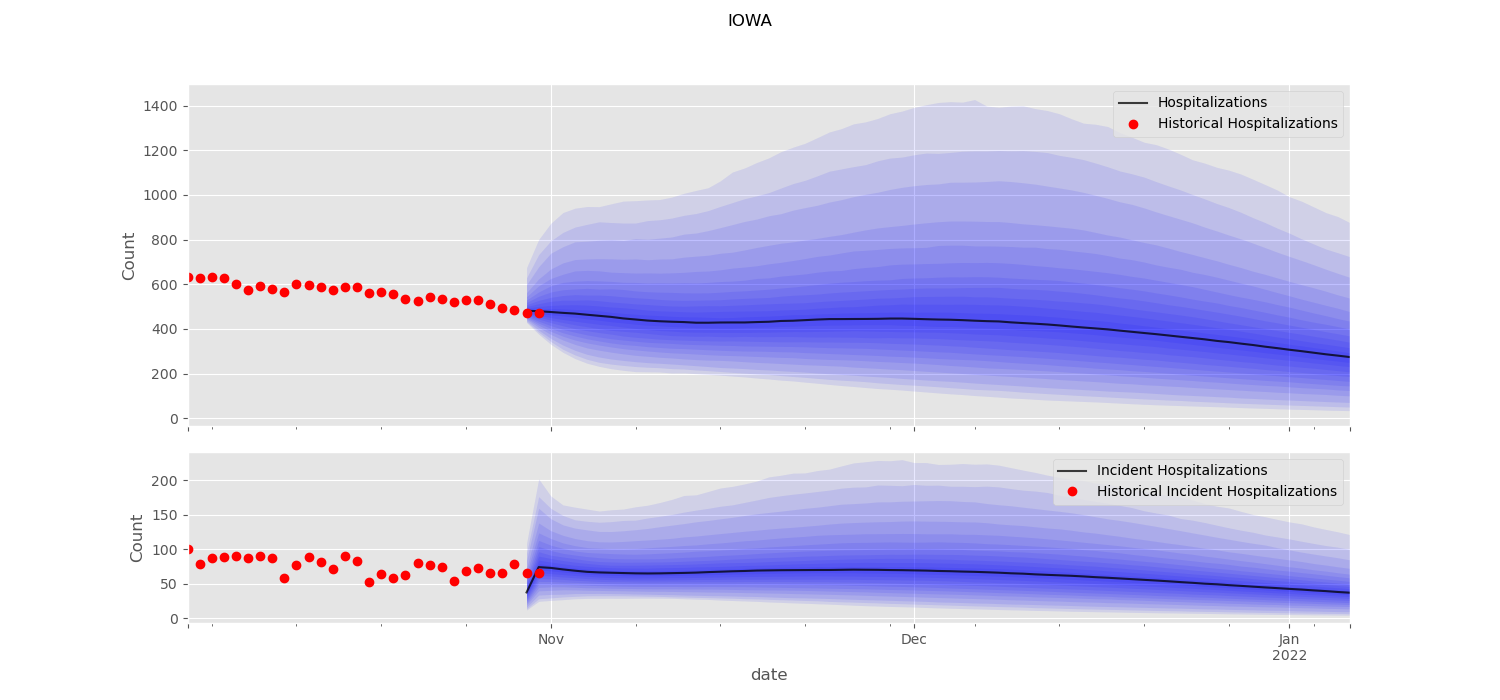 IOWA
Count
1400
1200
1000
800
600
400
200
0
Hospitalizations
Historical Hospitalizations
Count
200
150
100
50
0
Incident Hospitalizations
Historical Incident Hospitalizations
Nov
Dec
Jan
2022
date